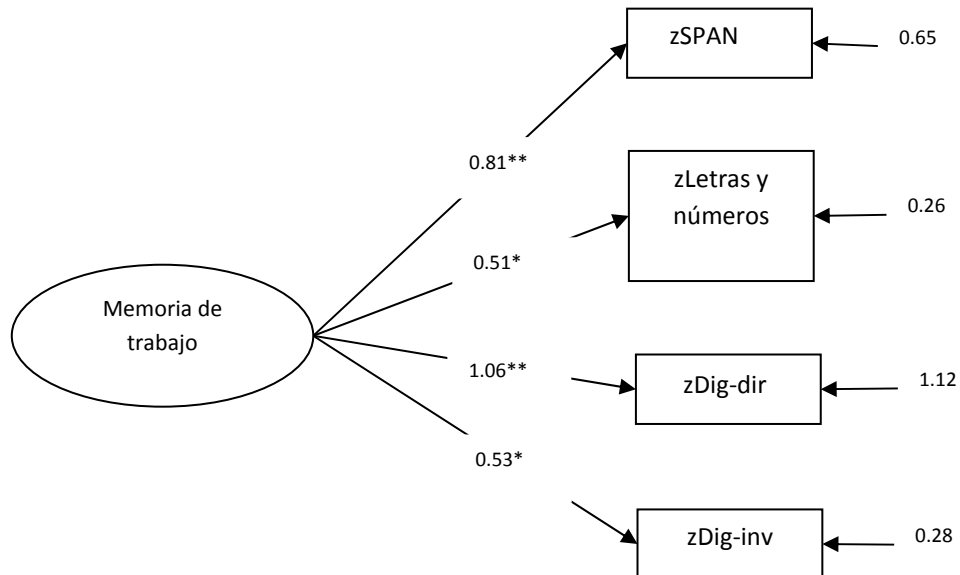 zSPAN
0.65
0.81**
zLetras y
números
0.26
0.51*
Memoria de
trabajo
1.06**
zDig-dir
1.12
0.53*
zDig-inv
0.28